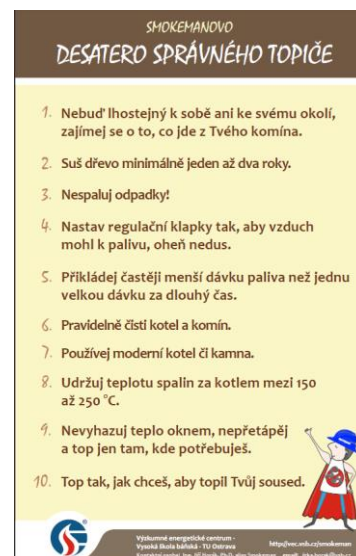 SMOKEMANOVO
DESATERO SPRÁVNÉHO TOPIČE
1. Nebuď lhostejný k sobě ani ke svému okolí,
zajímej se o to, co jde z Tvého komína.
2. Suš dřevo minimálně jeden až dva roky.
3. Nespaluj odpadky!
4. Nastav regulační klapky tak, aby vzduch
mohl k palivu, oheň nedus.
5. Přikládej častěji menší dávku paliva než jednu
velkou dávku za dlouhý čas.
6. Pravidelně čisti kotel a komín.
7. Používej moderní kotel či kamna.
8. Udržuj teplotu spalin za kotlem mezi 150
až 250 °C.
9. Nevyhazuj teplo oknem, nepřetápěj
a top jen tam, kde potřebuješ.
10. Top tak, jak chceš, aby topil Tvůj soused.
Výzkumné energetické centrum -
Vysoká škola báňská - TU Ostrava
http://vec.vsb.cz/smokeman